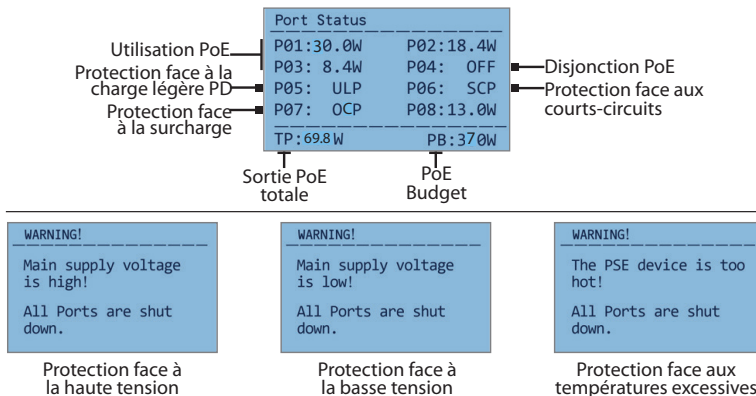 Port Status
P01:30.0W P02:18.4W
P03: 8.4W P04: OFF
P05: ULP P06: SCP
P07: OCP P08:13.0W
TP:69.8W PB:370W
Utilisation PoE
Protection face à la
charge légère PD
Protection face
à la surcharge
Disjonction PoE
Protection face aux
courts-circuits
Sortie PoE
totale
PoE
Budget
WARNING!
Main supply voltage
is high!
All Ports are shut
down.
Protection face à
la haute tension
WARNING!
Main supply voltage
is low!
All Ports are shut
down.
Protection face à
la basse tension
WARNING!
The PSE device is too
hot!
All Ports are shut
down.
Protection face aux
températures excessives